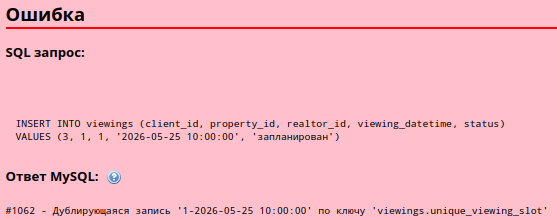 Ошибка
SQL запрос:
INSERT INTO viewings (client_id, property_id, realtor_id, viewing_datetime, status)
VALUES (3, 1, 1, '2026-05-25 10:00:00', 'запланирован')
Ответ MySQL:
#1062 - Дублирующаяся запись '1-2026-05-25 10:00:00' по ключу 'viewings.unique_viewing_slot'